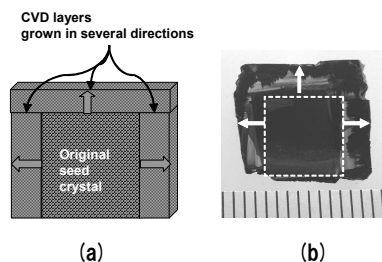 CVD layers
grown in several directions
Original
seed
crystal
(a)
(b)